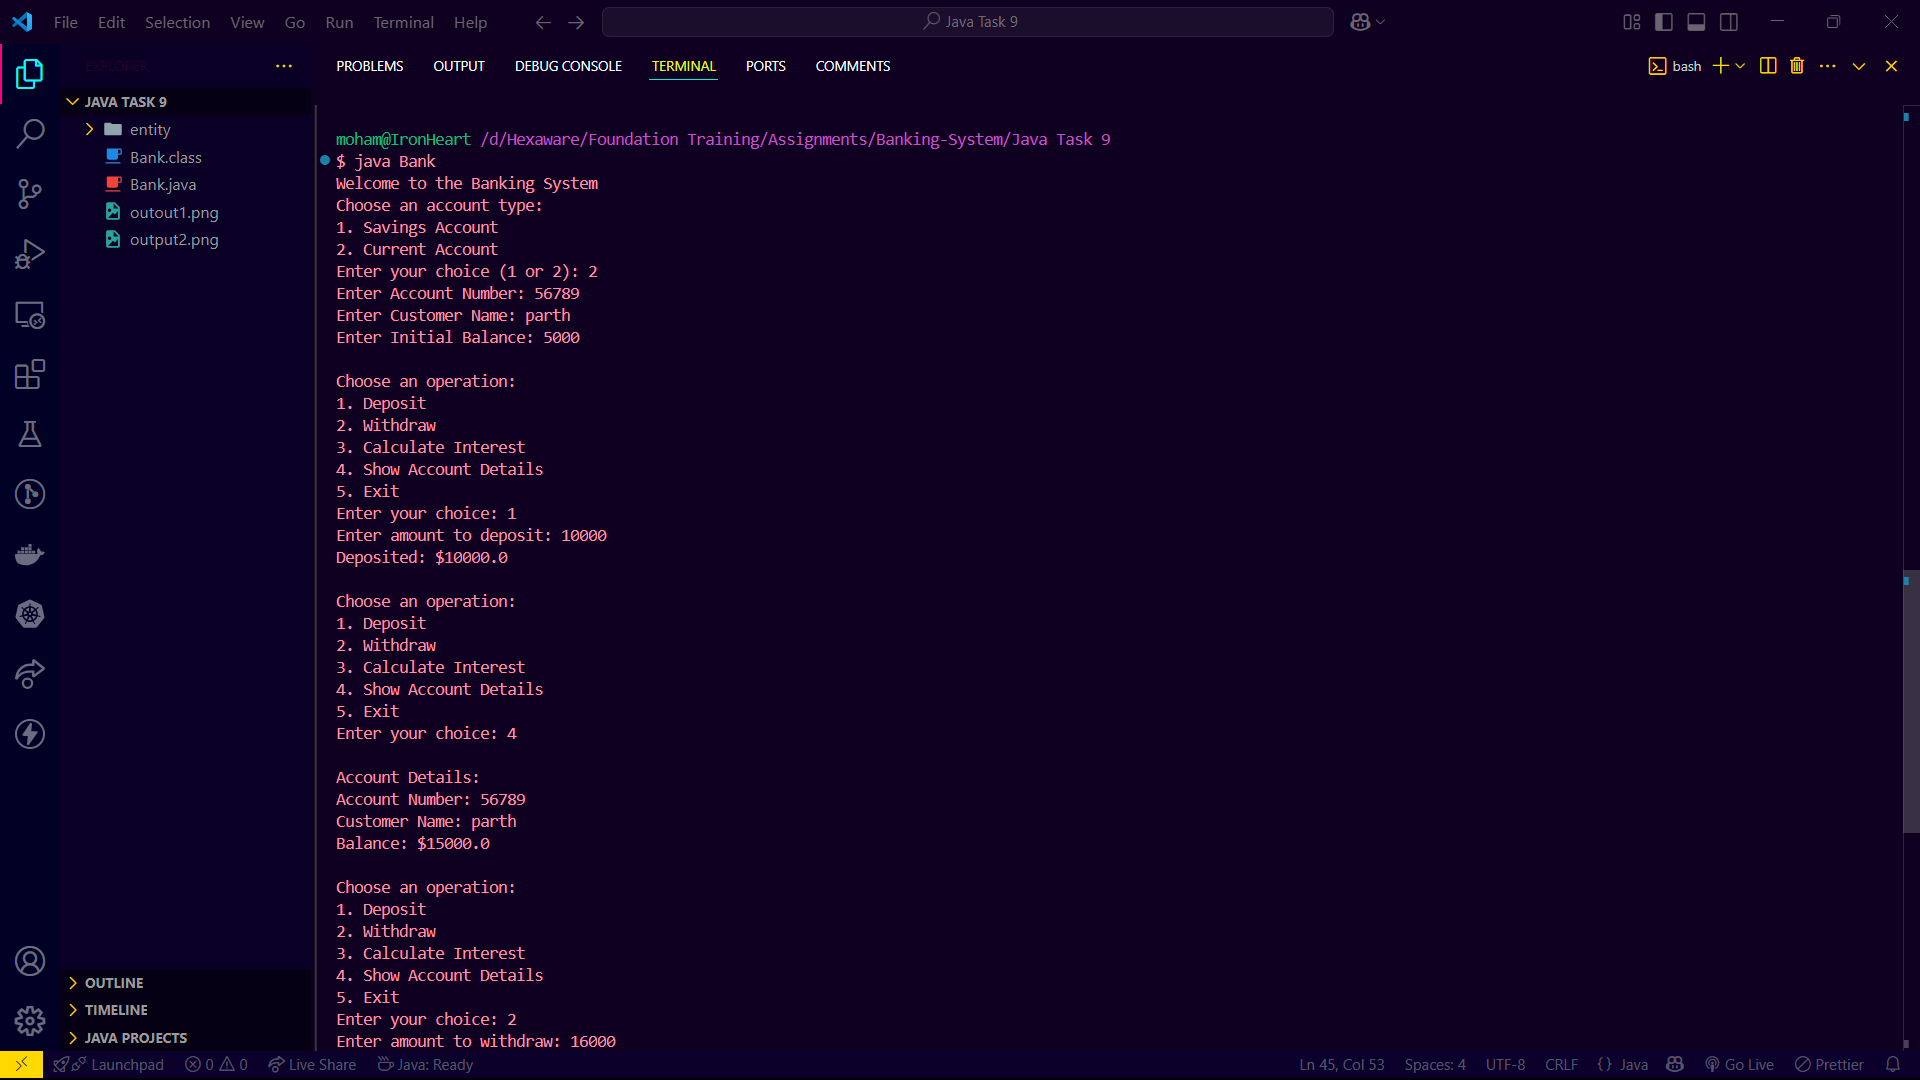 File Edit Selection View Go Run Terminal Help
Java Task 9
EXPLORER
JAVA TASK 9
entity
Bank.class
Bank.java
outout1.png
output2.png
OUTLINE
TIMELINE
JAVA PROJECTS
PROBLEMS OUTPUT DEBUG CONSOLE TERMINAL PORTS COMMENTS
bash
moham@IronHeart /d/Hexaware/Foundation Training/Assignments/Banking-System/Java Task 9
$ java Bank
Welcome to the Banking System
Choose an account type:
1. Savings Account
2. Current Account
Enter your choice (1 or 2): 2
Enter Account Number: 56789
Enter Customer Name: parth
Enter Initial Balance: 5000
Choose an operation:
1. Deposit
2. Withdraw
3. Calculate Interest
4. Show Account Details
5. Exit
Enter your choice: 1
Enter amount to deposit: 10000
Deposited: $10000.0
Choose an operation:
1. Deposit
2. Withdraw
3. Calculate Interest
4. Show Account Details
5. Exit
Enter your choice: 4
Account Details:
Account Number: 56789
Customer Name: parth
Balance: $15000.0
Choose an operation:
1. Deposit
2. Withdraw
3. Calculate Interest
4. Show Account Details
5. Exit
Enter your choice: 2
Enter amount to withdraw: 16000
Launchpad 0 0 Live Share Java: Ready
Ln 45, Col 53 Spaces: 4 UTF-8 CRLF {} Java Go Live Prettier